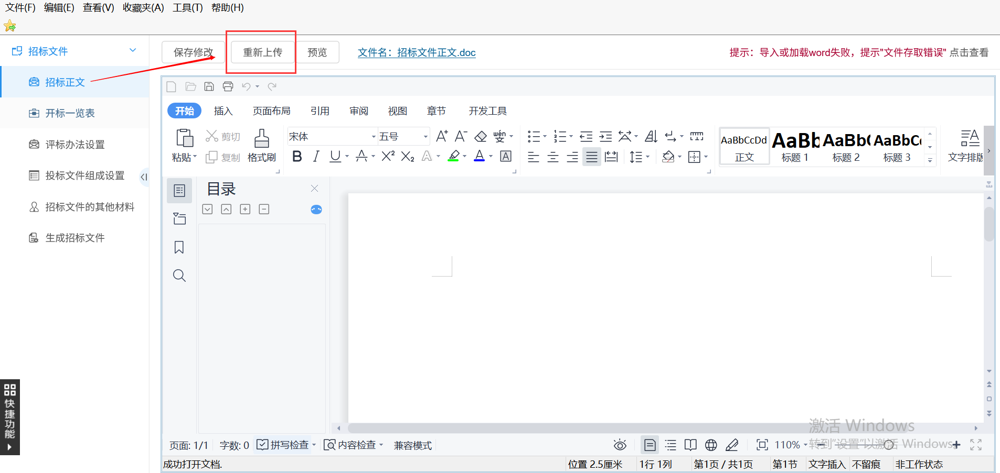 文件(F) 编辑(E) 查看(V) 收藏夹(A) 工具(T) 帮助(H)
招标文件
保存修改 重新上传 预览 文件名：招标文件正文.doc 提示：导入或加载word失败，提示"文件存取错误" 点击查看
招标正文
开标一览表
评标办法设置
投标文件组成设置
招标文件的其他材料
生成招标文件
快捷功能
开始 插入 页面布局 引用 审阅 视图 章节 开发工具
粘贴 剪切 复制 格式刷
宋体 五号 A+ A- wén 变
B I U A X² X₂ A A A
AaBbCcDd AaBb AaBb( AaBbC
正文 标题 1 标题 2 标题 3 文字排版
目录
激活 Windows
转到"设置"以激活 Windows。
页面: 1/1 字数: 0 拼写检查 内容检查 兼容模式 110%
成功打开文档. 位置 2.5厘米 1行 1列 第1页 / 共1页 第1节 文字插入 不留痕 非工作状态